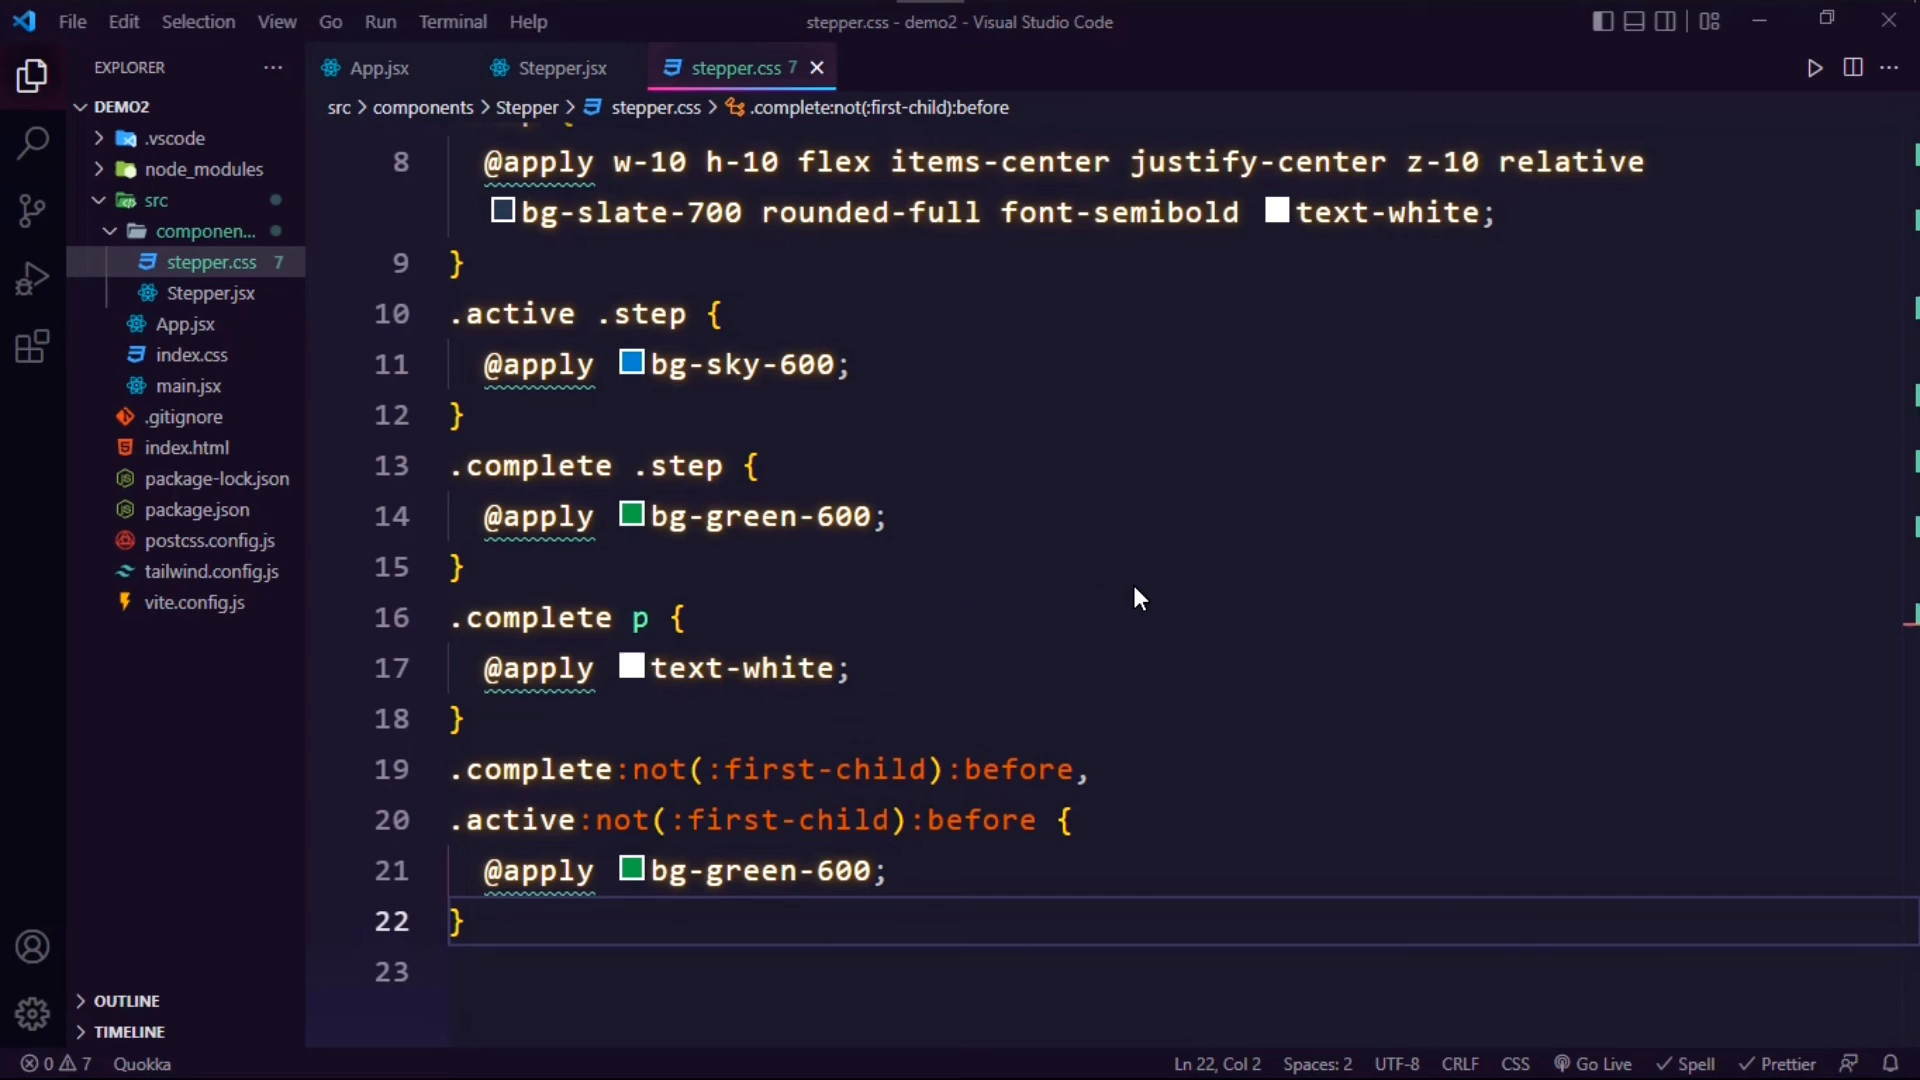 File Edit Selection View Go Run Terminal Help
stepper.css - demo2 - Visual Studio Code
EXPLORER ...
App.jsx
Stepper.jsx
stepper.css 7
DEMO2
src > components > Stepper > stepper.css > .complete:not(:first-child):before
.vscode
node_modules
src
componen...
stepper.css 7
Stepper.jsx
App.jsx
index.css
main.jsx
.gitignore
index.html
package-lock.json
package.json
postcss.config.js
tailwind.config.js
vite.config.js
OUTLINE
TIMELINE
8 @apply w-10 h-10 flex items-center justify-center z-10 relative
bg-slate-700 rounded-full font-semibold text-white;
9 }
10 .active .step {
11 @apply bg-sky-600;
12 }
13 .complete .step {
14 @apply bg-green-600;
15 }
16 .complete p {
17 @apply text-white;
18 }
19 .complete:not(:first-child):before,
20 .active:not(:first-child):before {
21 @apply bg-green-600;
22 }
23
0 7 Quokka
Ln 22, Col 2 Spaces: 2 UTF-8 CRLF CSS Go Live Spell Prettier